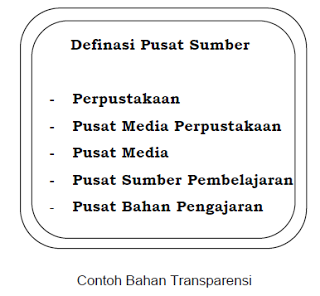 Definasi Pusat Sumber
- Perpustakaan
- Pusat Media Perpustakaan
- Pusat Media
- Pusat Sumber Pembelajaran
- Pusat Bahan Pengajaran
Contoh Bahan Transparensi